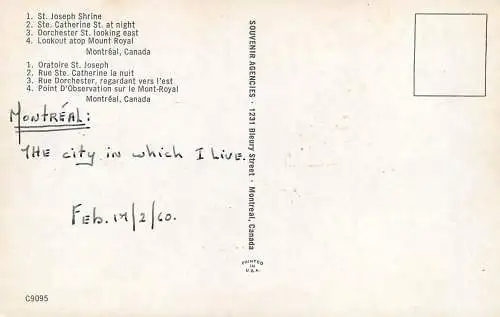 1. St. Joseph Shrine
2. Ste. Catherine St. at night
3. Dorchester St. looking east
4. Lookout atop Mount Royal
Montréal, Canada
1. Oratoire St. Joseph
2. Rue Ste. Catherine la nuit
3. Rue Dorchester, regardant vers l'est
4. Point D'Observation sur le Mont-Royal
Montréal, Canada
MONTRÉAL:
THE city in which I LIVE.
FEB. 17/2/60.
C9095
SOUVENIR AGENCIES • 1231 Bleury Street • Montreal, Canada
PRINTED
IN
U.S.A.